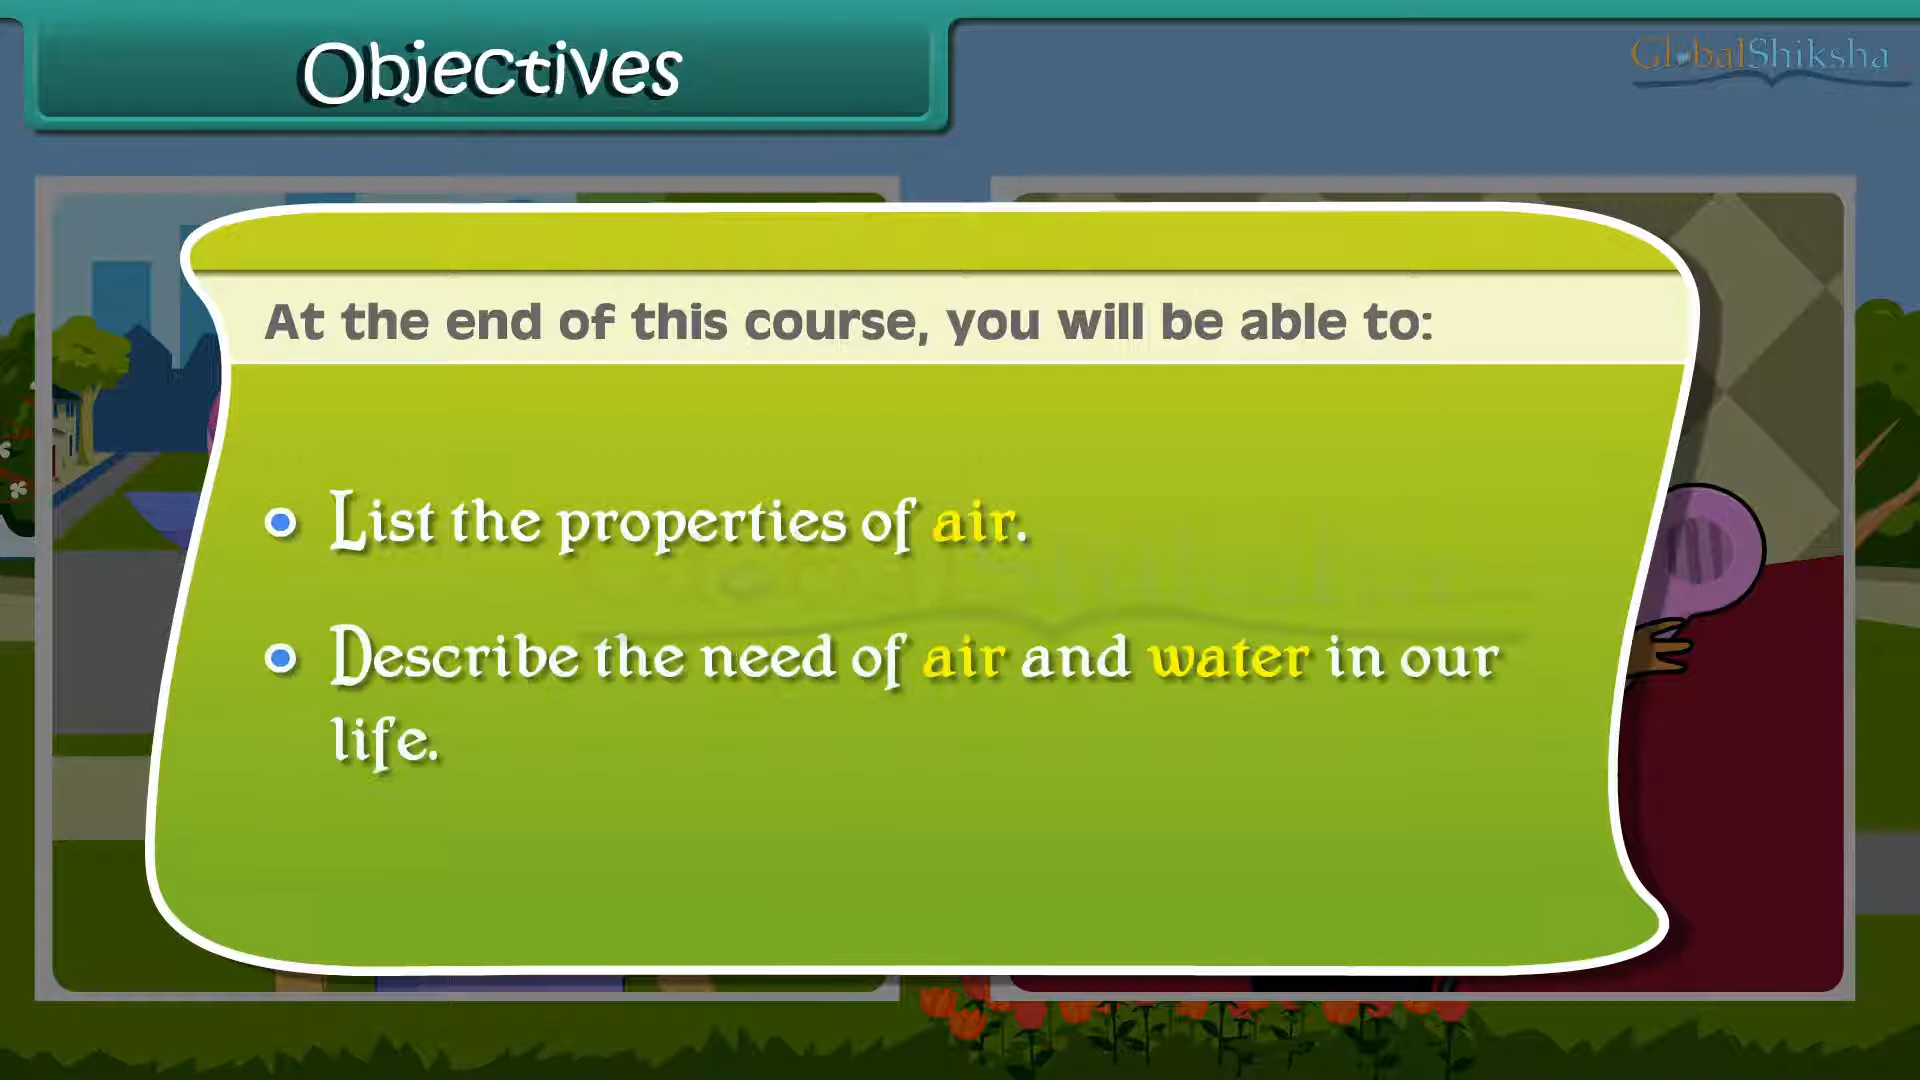 Objectives
GlobalShiksha
At the end of this course, you will be able to:
List the properties of air.
Describe the need of air and water in our
life.